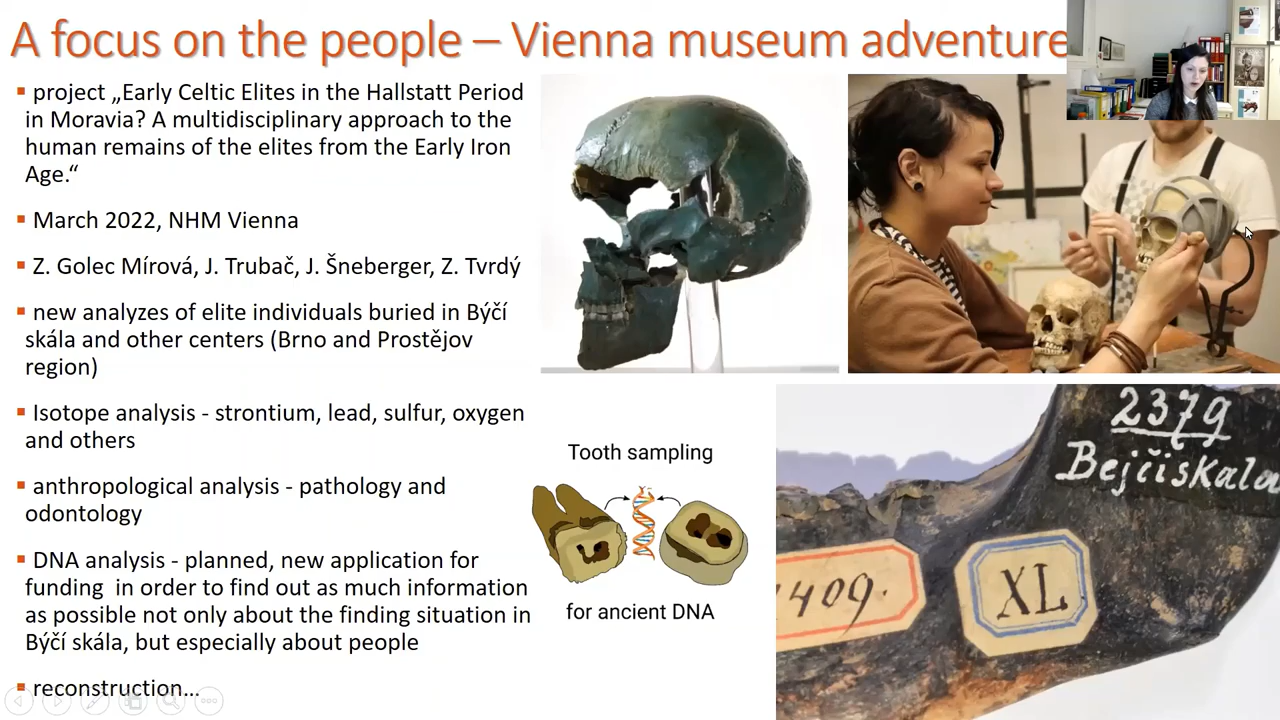 A focus on the people – Vienna museum adventure
project „Early Celtic Elites in the Hallstatt Period
in Moravia? A multidisciplinary approach to the
human remains of the elites from the Early Iron
Age.“
March 2022, NHM Vienna
Z. Golec Mírová, J. Trubač, J. Šneberger, Z. Tvrdý
new analyzes of elite individuals buried in Býčí
skála and other centers (Brno and Prostějov
region)
Isotope analysis - strontium, lead, sulfur, oxygen
and others
anthropological analysis - pathology and
odontology
DNA analysis - planned, new application for
funding in order to find out as much information
as possible not only about the finding situation in
Býčí skála, but especially about people
reconstruction...
Tooth sampling
for ancient DNA
2379
Bejčiskala
1409.
XL